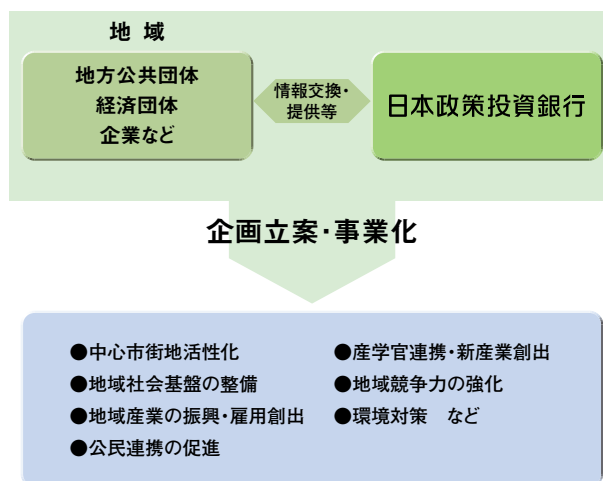 地 域
地方公共団体
経済団体
企業など
情報交換・
提供等
日本政策投資銀行
企画立案・事業化
●中心市街地活性化
●地域社会基盤の整備
●地域産業の振興・雇用創出
●公民連携の促進
●産学官連携・新産業創出
●地域競争力の強化
●環境対策　など